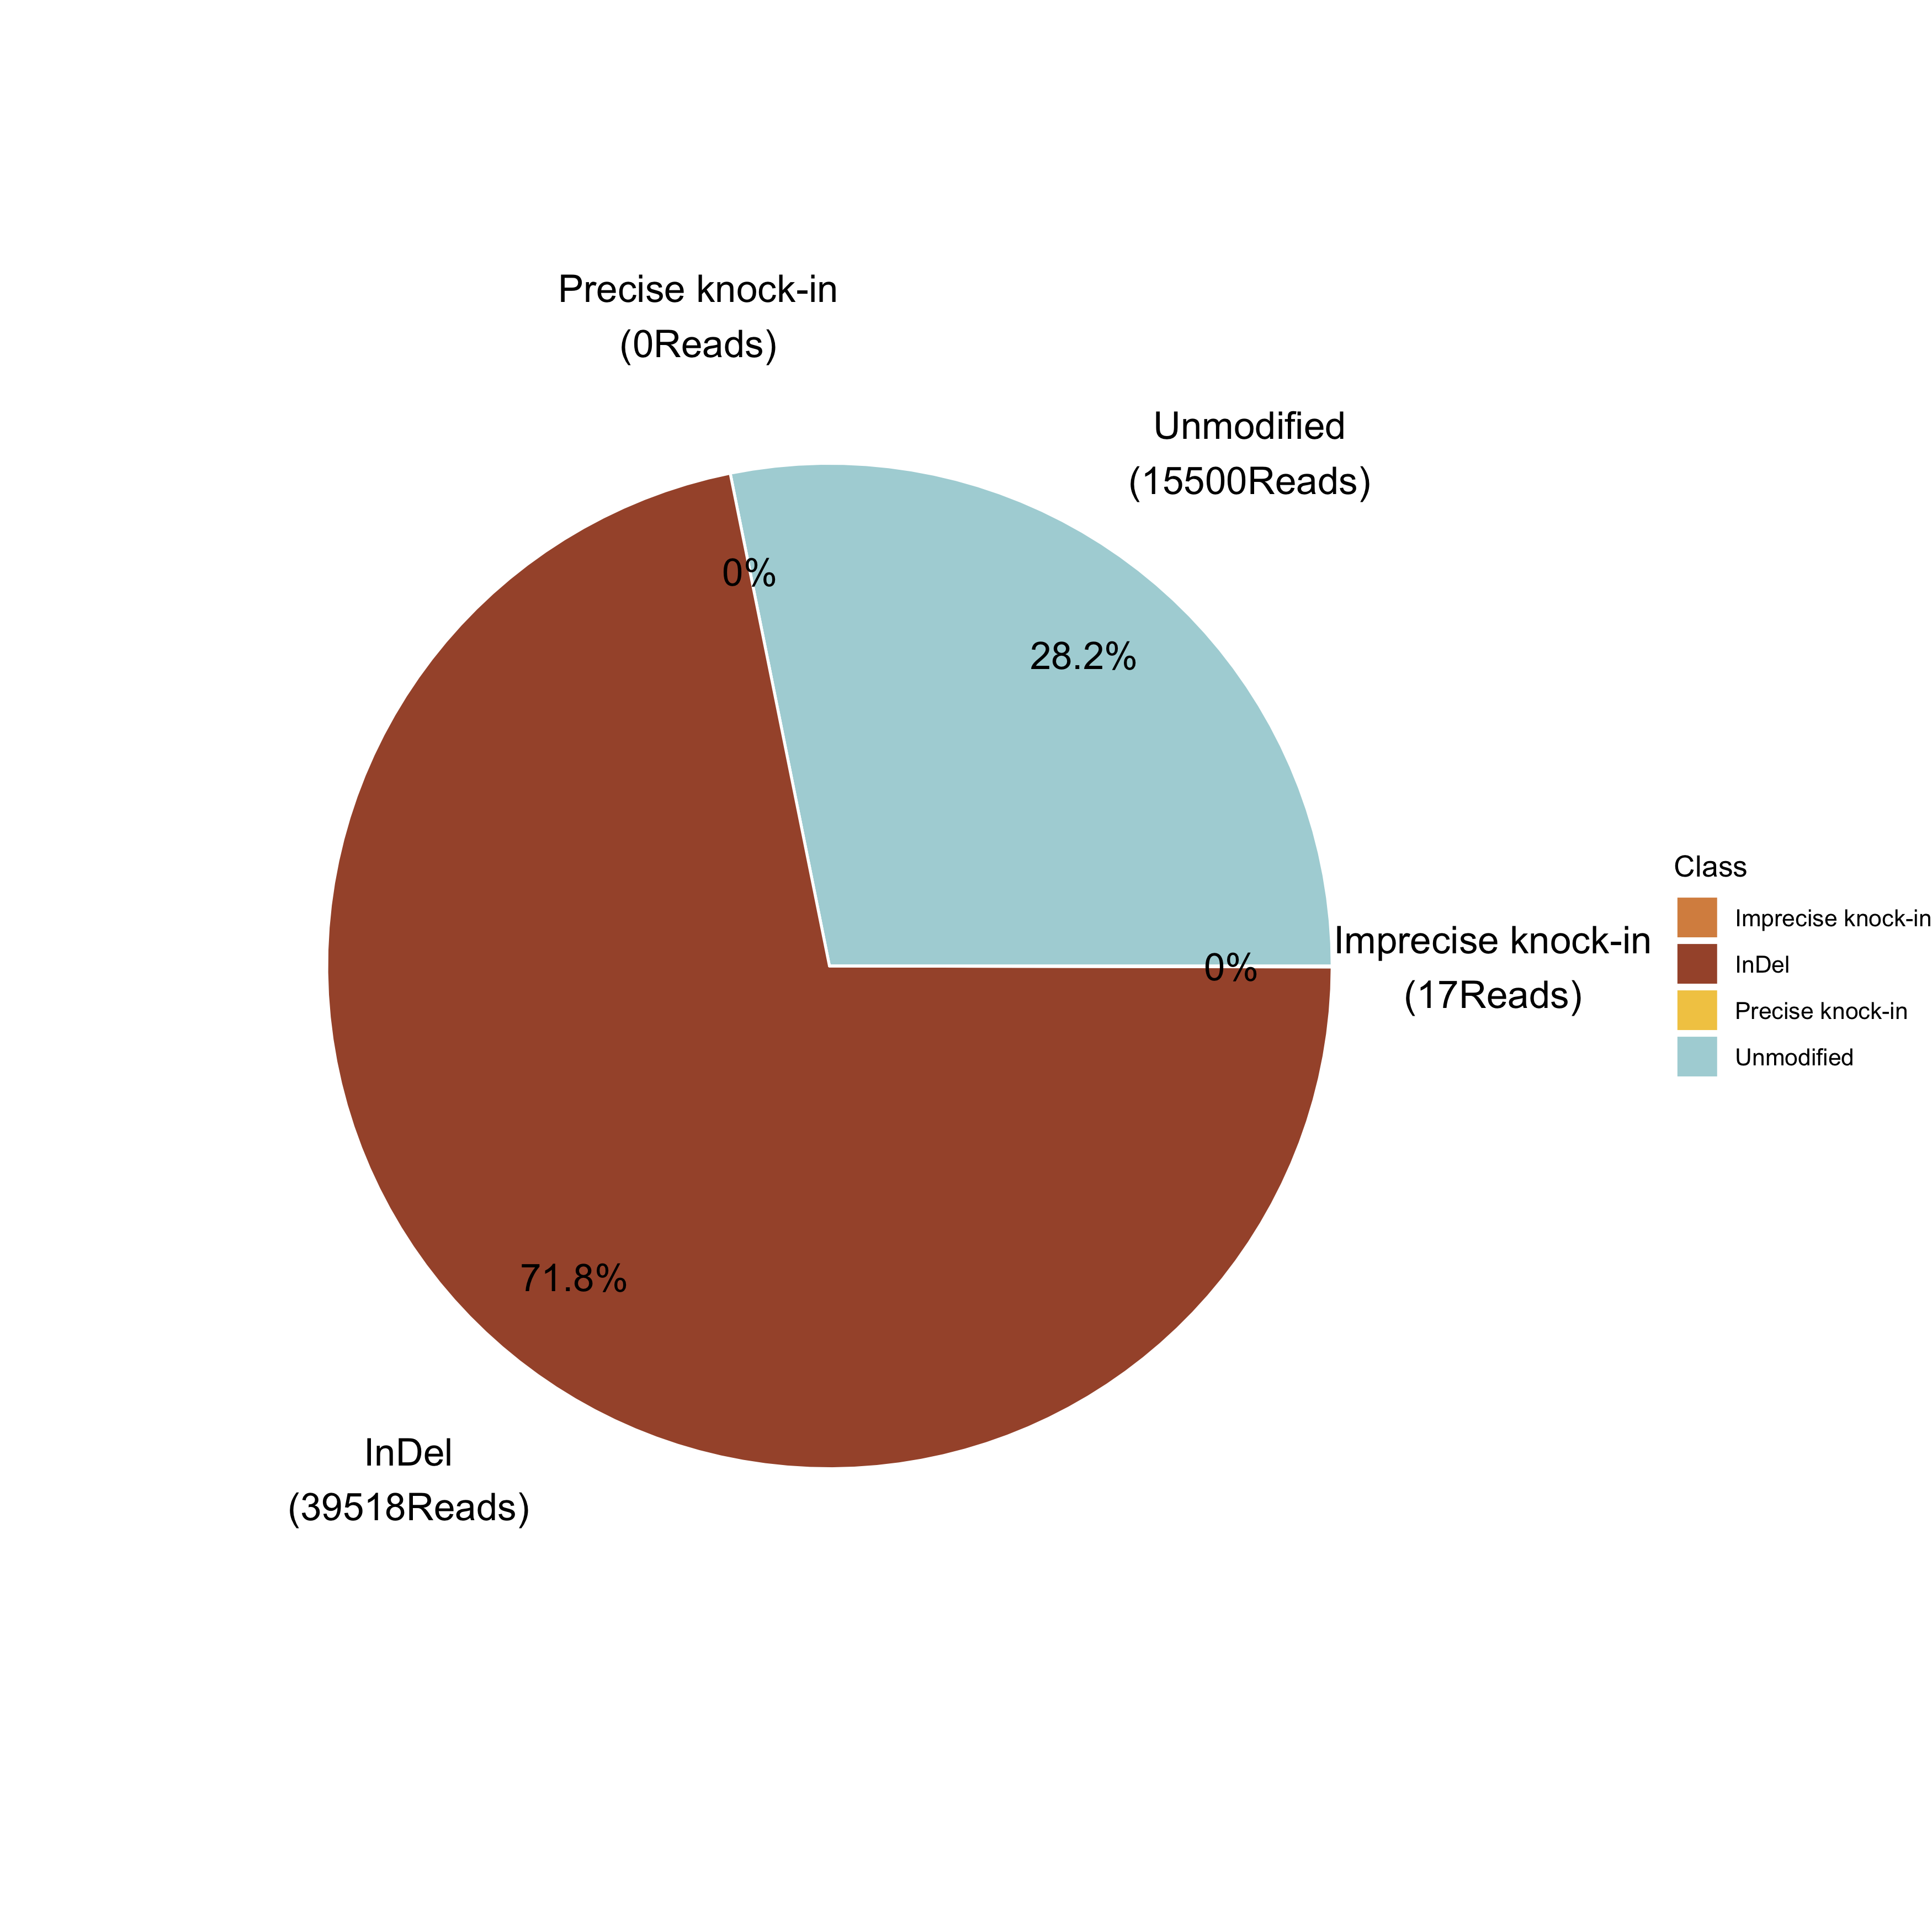 Precise knock-in
(0Reads)
Unmodified
(15500Reads)
0%
28.2%
Imprecise knock-in
(17Reads)
0%
71.8%
InDel
(39518Reads)
Class
Imprecise knock-in
InDel
Precise knock-in
Unmodified